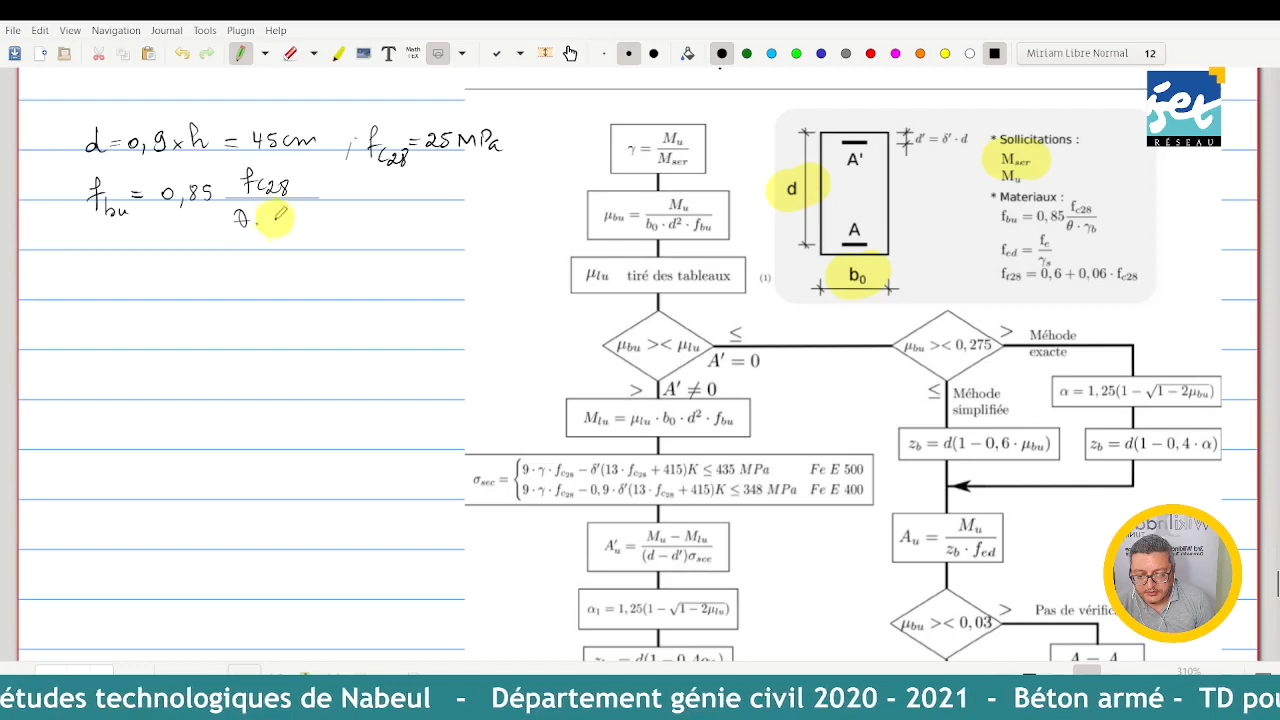 File Edit View Navigation Journal Tools Plugin Help
T MATH TEX Miriam Libre Normal 12
iset
RÉSEAU
d = 0,9 x h = 45 cm ; f_c28 = 25 MPa
f_bu = 0,85 f_c28 / θ.
γ = M_u / M_ser
μ_bu = M_u / (b_0 · d² · f_bu)
μ_lu tiré des tableaux (1)
μ_bu >< μ_lu
≤
A' = 0
> A' ≠ 0
M_lu = μ_lu · b_0 · d² · f_bu
σ_sec = { 9 · γ · f_c28 − δ'(13 · f_c28 + 415)K ≤ 435 MPa Fe E 500
9 · γ · f_c28 − 0,9 · δ'(13 · f_c28 + 415)K ≤ 348 MPa Fe E 400
A'_u = (M_u − M_lu) / ((d − d')σ_sec)
α_1 = 1,25(1 − √(1 − 2μ_lu))
d
A'
A
b_0
d' = δ' · d
* Sollicitations :
M_ser
M_u
* Materiaux :
f_bu = 0,85 f_c28 / (θ · γ_b)
f_ed = f_e / γ_s
f_t28 = 0,6 + 0,06 · f_c28
μ_bu >< 0,275
> Méhode
exacte
≤ Méhode
simplifiée
α = 1,25(1 − √(1 − 2μ_bu))
z_b = d(1 − 0,6 · μ_bu)
z_b = d(1 − 0,4 · α)
A_u = M_u / (z_b · f_ed)
μ_bu >< 0,03
> Pas de vérific
310%
études technologiques de Nabeul - Département génie civil 2020 - 2021 - Béton armé - TD pou